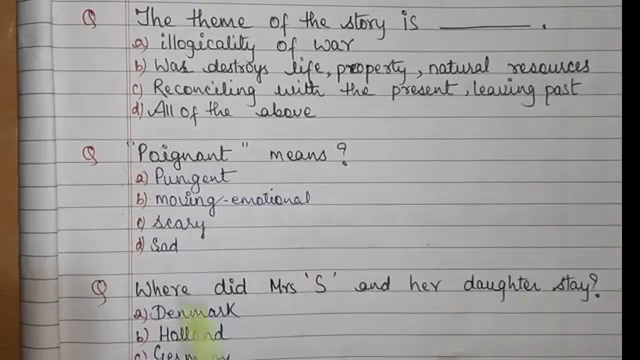 Q The theme of the story is ________ .
a) illogicality of war
b) Was destroys life, property, natural resources
c) Reconciling with the present, leaving past
d) All of the above
Q "Poignant" means?
a) Pungent
b) moving-emotional
c) scary
d) Sad
Q Where did Mrs 'S' and her daughter stay?
a) Denmark
b) Holland
c) Germany